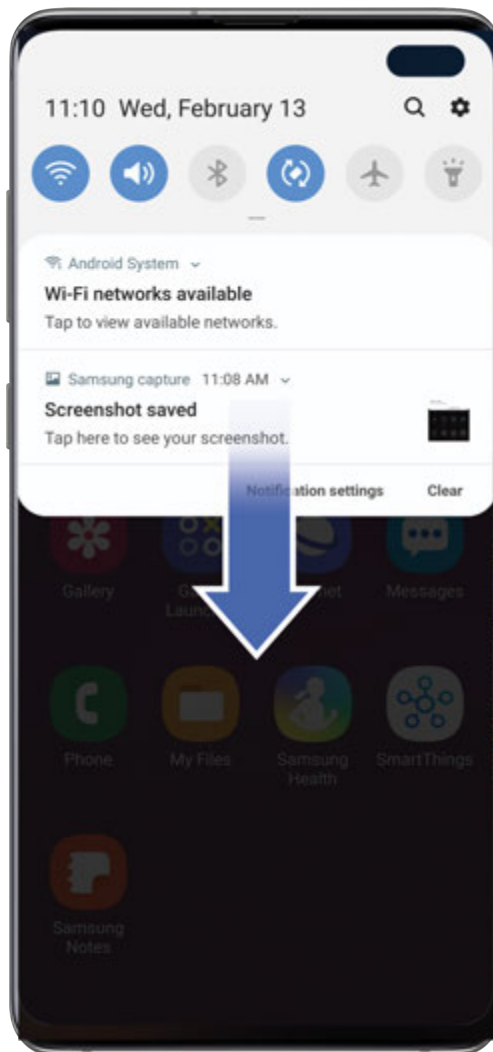 11:10 Wed, February 13
Android System
Wi-Fi networks available
Tap to view available networks.
Samsung capture 11:08 AM
Screenshot saved
Tap here to see your screenshot.
Notification settings Clear
Gallery Messages
Phone My Files Samsung Health SmartThings
Samsung
Notes